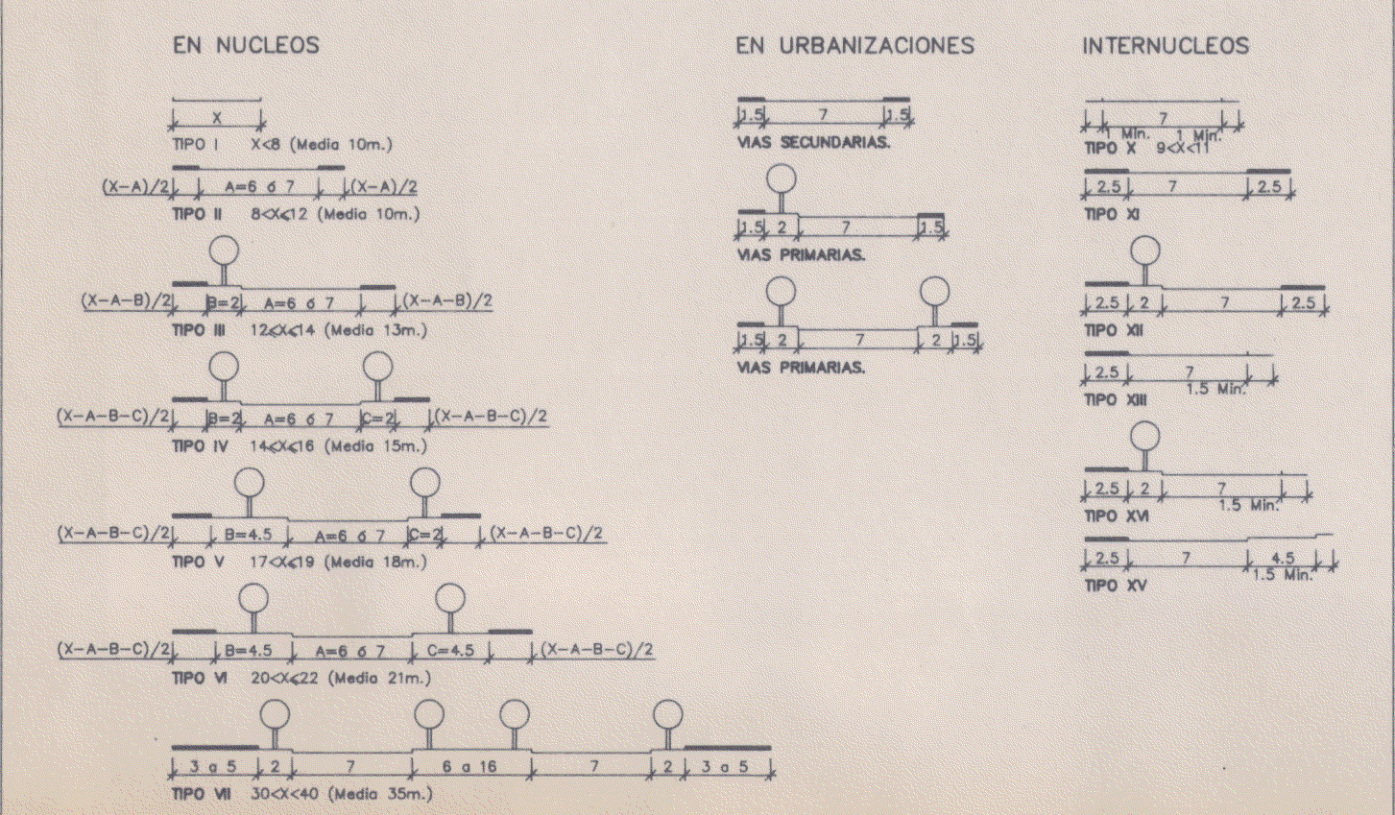 EN NUCLEOS
X
TIPO I X<8 (Media 10m.)
(X-A)/2 A=6 ó 7 (X-A)/2
TIPO II 8<X⩽12 (Media 10m.)
(X-A-B)/2 B=2 A=6 ó 7 (X-A-B)/2
TIPO III 12⩽X⩽14 (Media 13m.)
(X-A-B-C)/2 B=2 A=6 ó 7 C=2 (X-A-B-C)/2
TIPO IV 14⩽X⩽16 (Media 15m.)
(X-A-B-C)/2 B=4.5 A=6 ó 7 C=2 (X-A-B-C)/2
TIPO V 17<X⩽19 (Media 18m.)
(X-A-B-C)/2 B=4.5 A=6 ó 7 C=4.5 (X-A-B-C)/2
TIPO VI 20<X⩽22 (Media 21m.)
3 a 5 2 7 6 a 16 7 2 3 a 5
TIPO VII 30<X<40 (Media 35m.)
EN URBANIZACIONES
1.5 7 1.5
VIAS SECUNDARIAS.
1.5 2 7 1.5
VIAS PRIMARIAS.
1.5 2 7 2 1.5
VIAS PRIMARIAS.
INTERNUCLEOS
7
1 Min. 1 Min.
TIPO X 9<X<11
2.5 7 2.5
TIPO XI
2.5 2 7 2.5
TIPO XII
2.5 7
1.5 Min.
TIPO XIII
2.5 2 7
1.5 Min.
TIPO XVI
2.5 7 4.5
1.5 Min.
TIPO XV